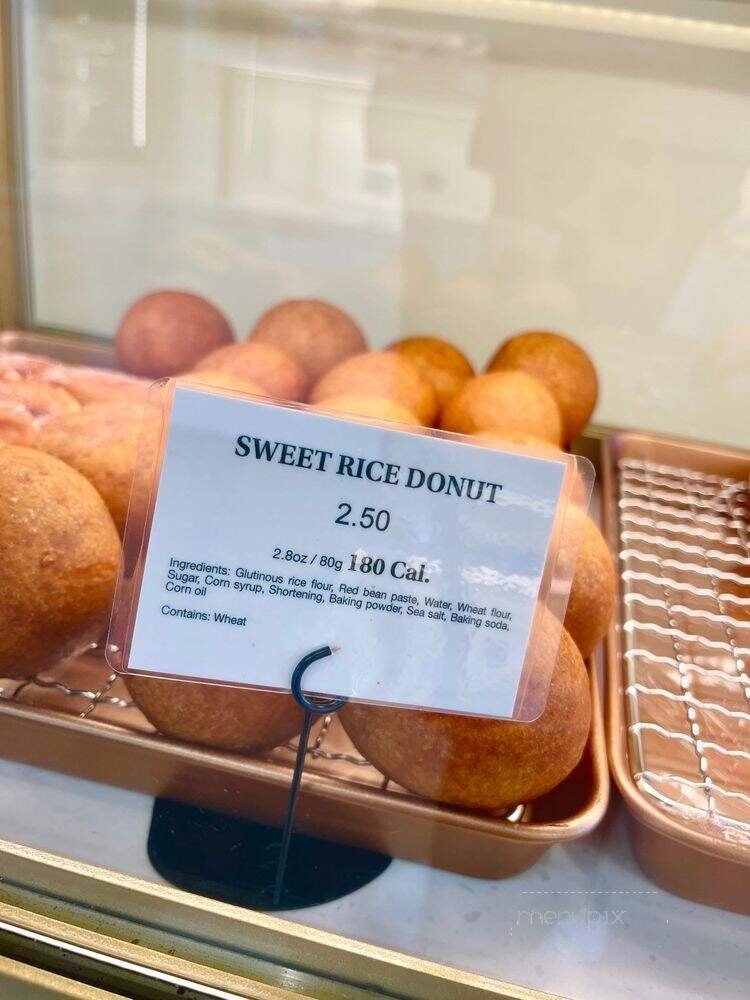 SWEET RICE DONUT
2.50
2.8oz / 80g 180 Cal.
Ingredients: Glutinous rice flour, Red bean paste, Water, Wheat flour,
Sugar, Corn syrup, Shortening, Baking powder, Sea salt, Baking soda,
Corn oil
Contains: Wheat
menupix